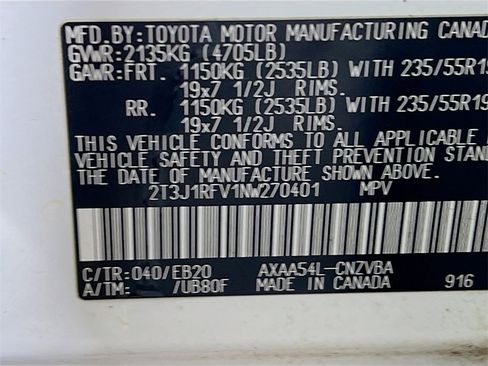 MFD. BY: TOYOTA MOTOR MANUFACTURING CANAD
GVWR: 2135KG (4705LB)
GAWR: FRT. 1150KG (2535LB) WITH 235/55R19
19x7 1/2J RIMS.
RR. 1150KG (2535LB) WITH 235/55R19
19x7 1/2J RIMS.
THIS VEHICLE CONFORMS TO ALL APPLICABLE
VEHICLE SAFETY AND THEFT PREVENTION STAND
THE DATE OF MANUFACTURE SHOWN ABOVE.
2T3J1RFV1NW270401 MPV
C/TR: 040/EB20 AXAA54L-CNZVBA
A/TM: /UB80F MADE IN CANADA 916